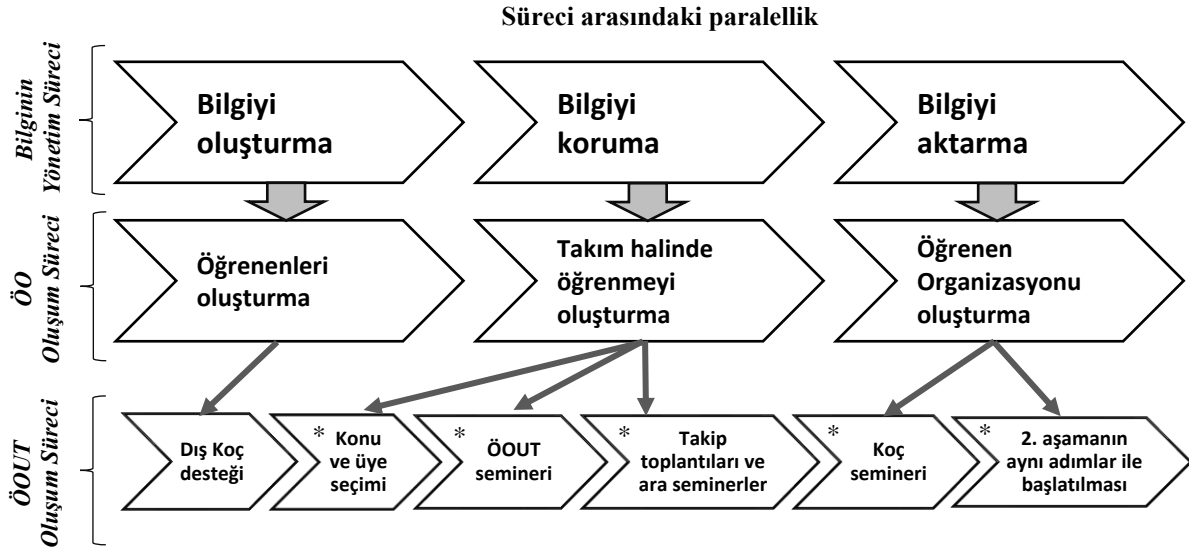 Süreci arasındaki paralellik
Bilginin
Yönetim Süreci
Bilgiyi
oluşturma
Bilgiyi
koruma
Bilgiyi
aktarma
ÖO
Oluşum Süreci
Öğrenenleri
oluşturma
Takım halinde
öğrenmeyi
oluşturma
Öğrenen
Organizasyonu
oluşturma
ÖOUT
Oluşum Süreci
Dış Koç
desteği
* Konu
ve üye
seçimi
* ÖOUT
semineri
* Takip
toplantıları ve
ara seminerler
* Koç
semineri
* 2. aşamanın
aynı adımlar ile
başlatılması